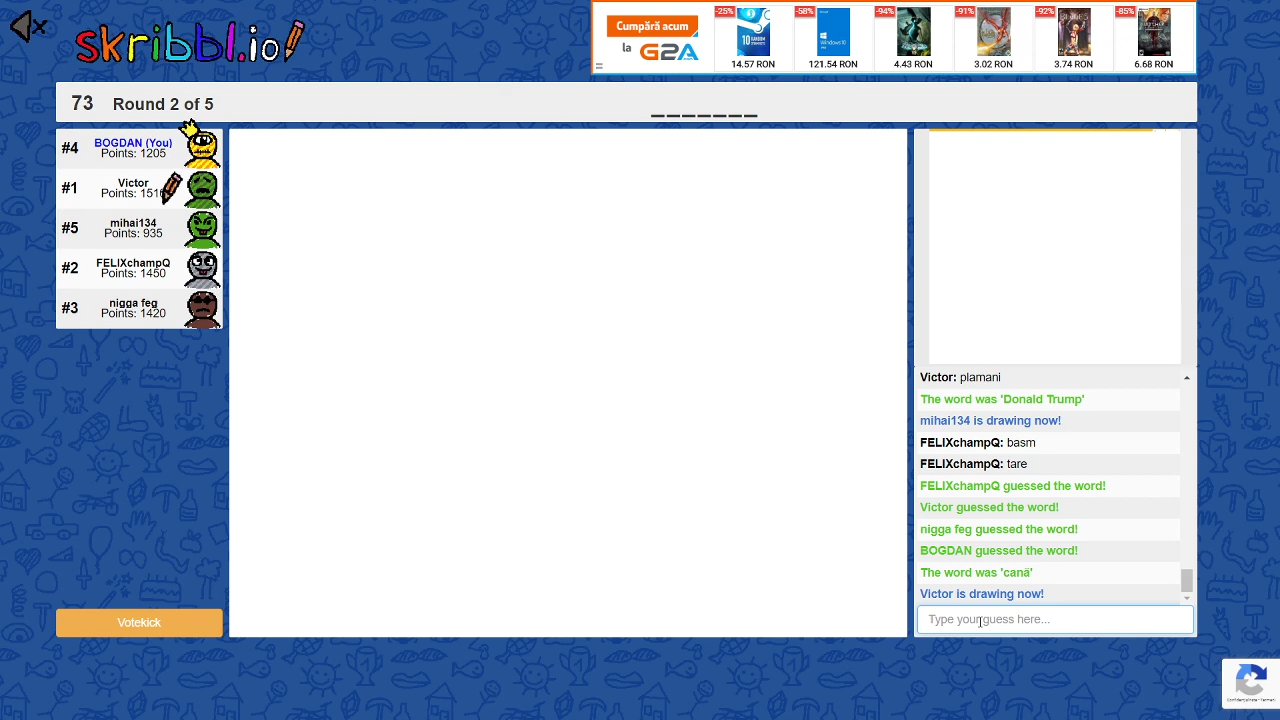 skribbl.io
Cumpără acum
la G2A
-25%
14.57 RON
-58%
Windows 10
121.54 RON
-94%
4.43 RON
-91%
3.02 RON
-92%
3.74 RON
-85%
6.68 RON
73 Round 2 of 5
_ _ _ _ _ _ _
#4 BOGDAN (You)
Points: 1205
#1 Victor
Points: 151
#5 mihai134
Points: 935
#2 FELIXchampQ
Points: 1450
#3 nigga feg
Points: 1420
Votekick
Victor: plamani
The word was 'Donald Trump'
mihai134 is drawing now!
FELIXchampQ: basm
FELIXchampQ: tare
FELIXchampQ guessed the word!
Victor guessed the word!
nigga feg guessed the word!
BOGDAN guessed the word!
The word was 'cană'
Victor is drawing now!
Type your guess here...